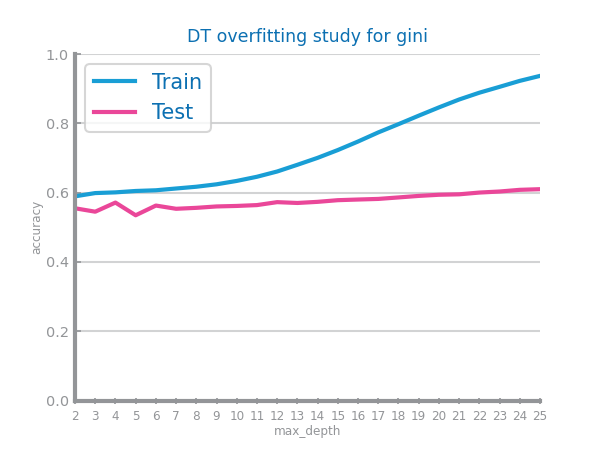 DT overfitting study for gini
1.0
0.8
0.6
0.4
0.2
0.0
accuracy
Train
Test
2 3 4 5 6 7 8 9 10 11 12 13 14 15 16 17 18 19 20 21 22 23 24 25
max_depth